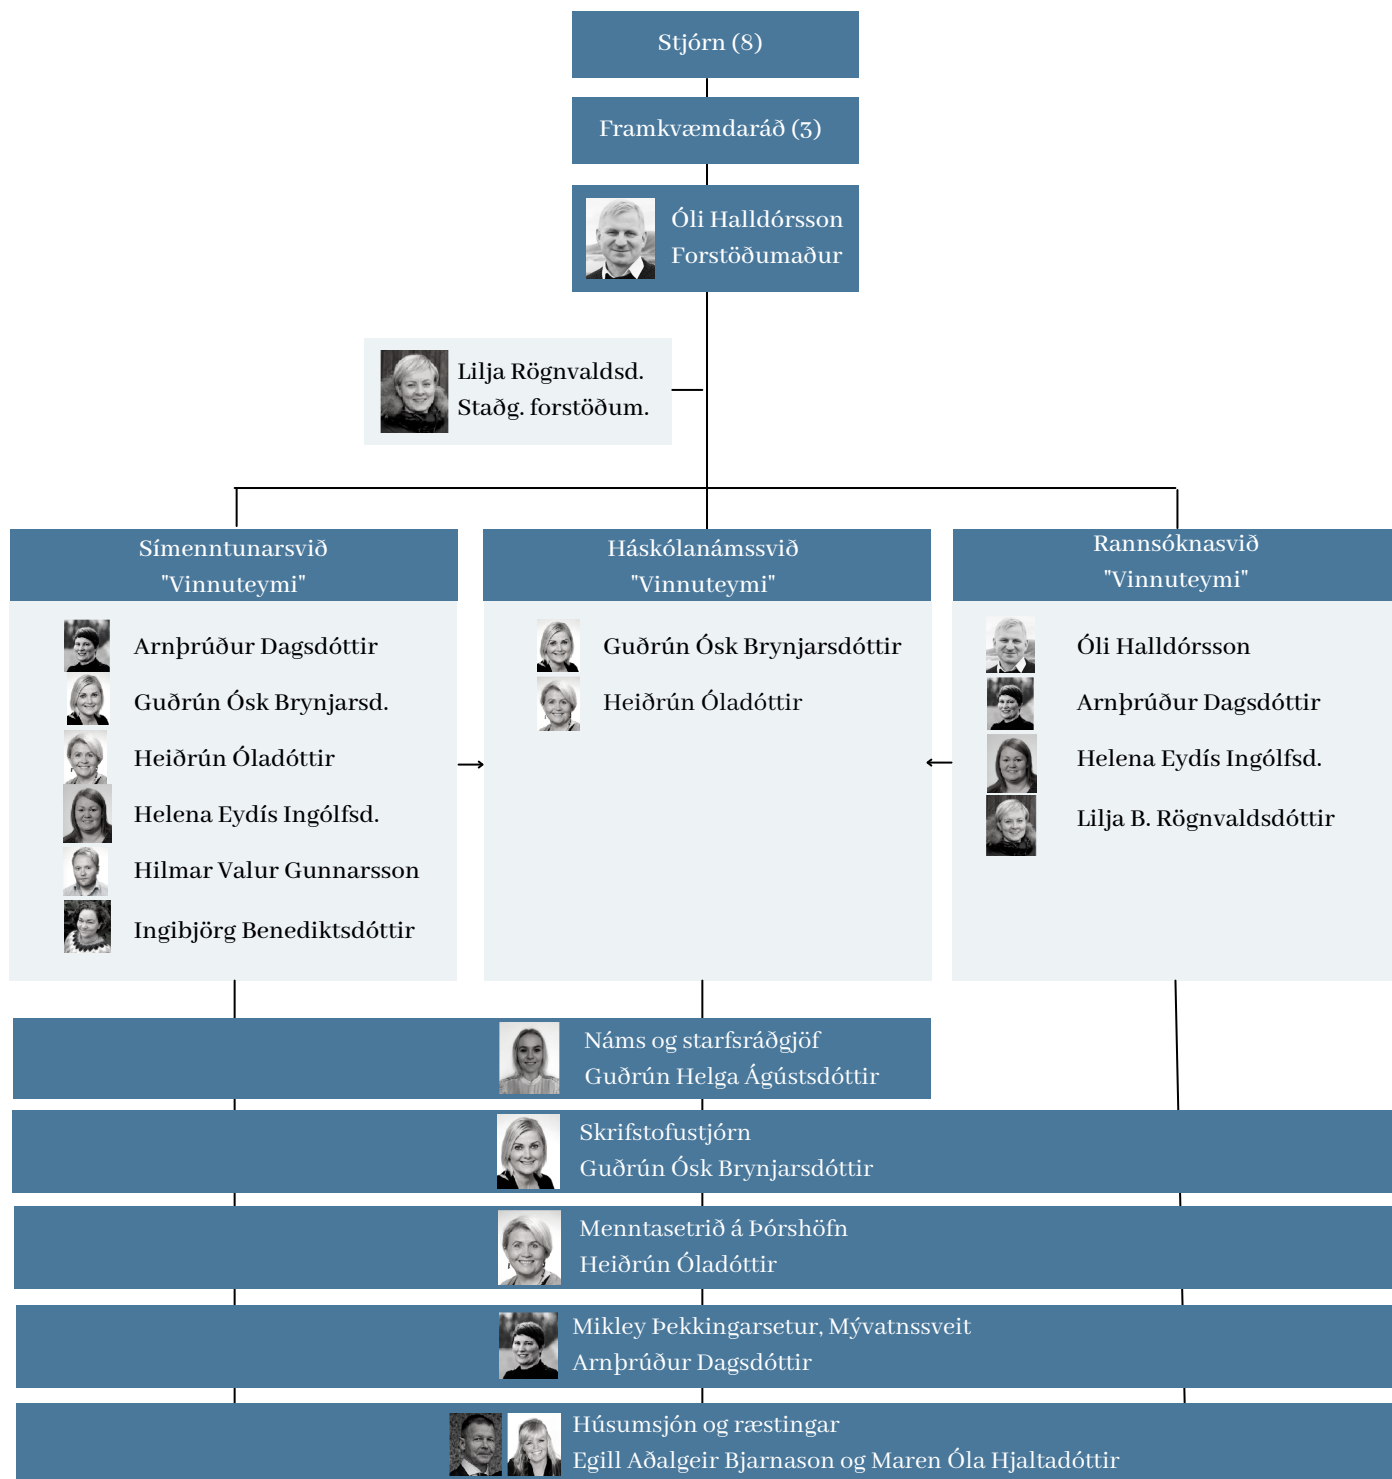 Stjórn (8)
Framkvæmdaráð (3)
Óli Halldórsson
Forstöðumaður
Lilja Rögnvaldsd.
Staðg. forstöðum.
Símenntunarsvið
"Vinnuteymi"
Arnþrúður Dagsdóttir
Guðrún Ósk Brynjarsd.
Heiðrún Óladóttir
Helena Eydís Ingólfsd.
Hilmar Valur Gunnarsson
Ingibjörg Benediktsdóttir
Háskólanámssvið
"Vinnuteymi"
Guðrún Ósk Brynjarsdóttir
Heiðrún Óladóttir
Rannsóknasvið
"Vinnuteymi"
Óli Halldórsson
Arnþrúður Dagsdóttir
Helena Eydís Ingólfsd.
Lilja B. Rögnvaldsdóttir
Náms og starfsráðgjöf
Guðrún Helga Ágústsdóttir
Skrifstofustjórn
Guðrún Ósk Brynjarsdóttir
Menntasetrið á Þórshöfn
Heiðrún Óladóttir
Mikley Þekkingarsetur, Mývatnssveit
Arnþrúður Dagsdóttir
Húsumsjón og ræstingar
Egill Aðalgeir Bjarnason og Maren Óla Hjaltadóttir